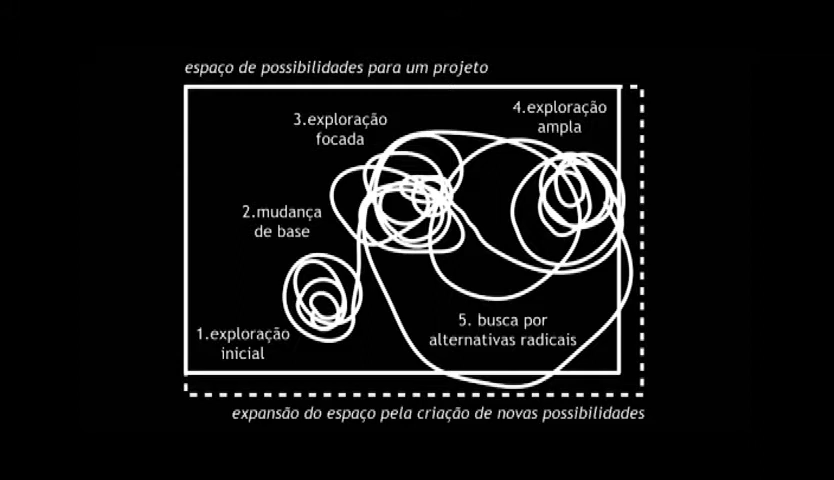 espaço de possibilidades para um projeto
4.exploração
ampla
3.exploração
focada
2.mudança
de base
5. busca por
alternativas radicais
1.exploração
inicial
expansão do espaço pela criação de novas possibilidades